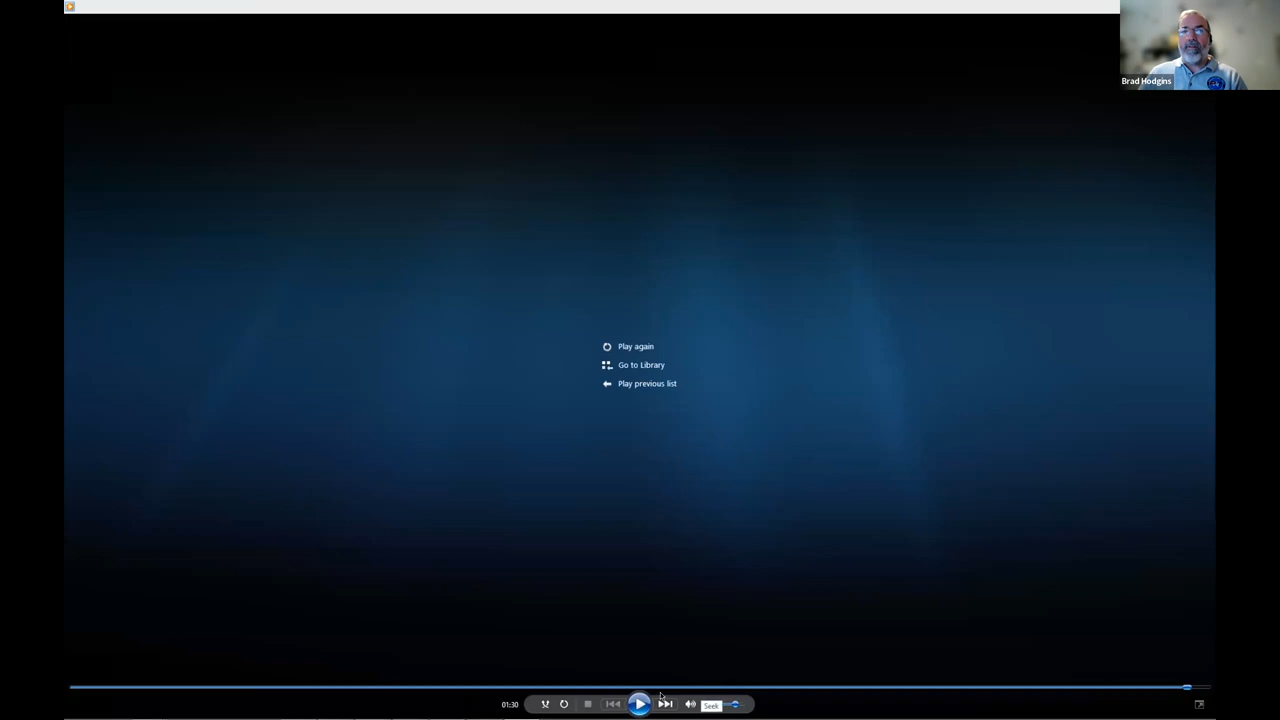 Brad Hodgins
Play again
Go to Library
Play previous list
01:30
Seek